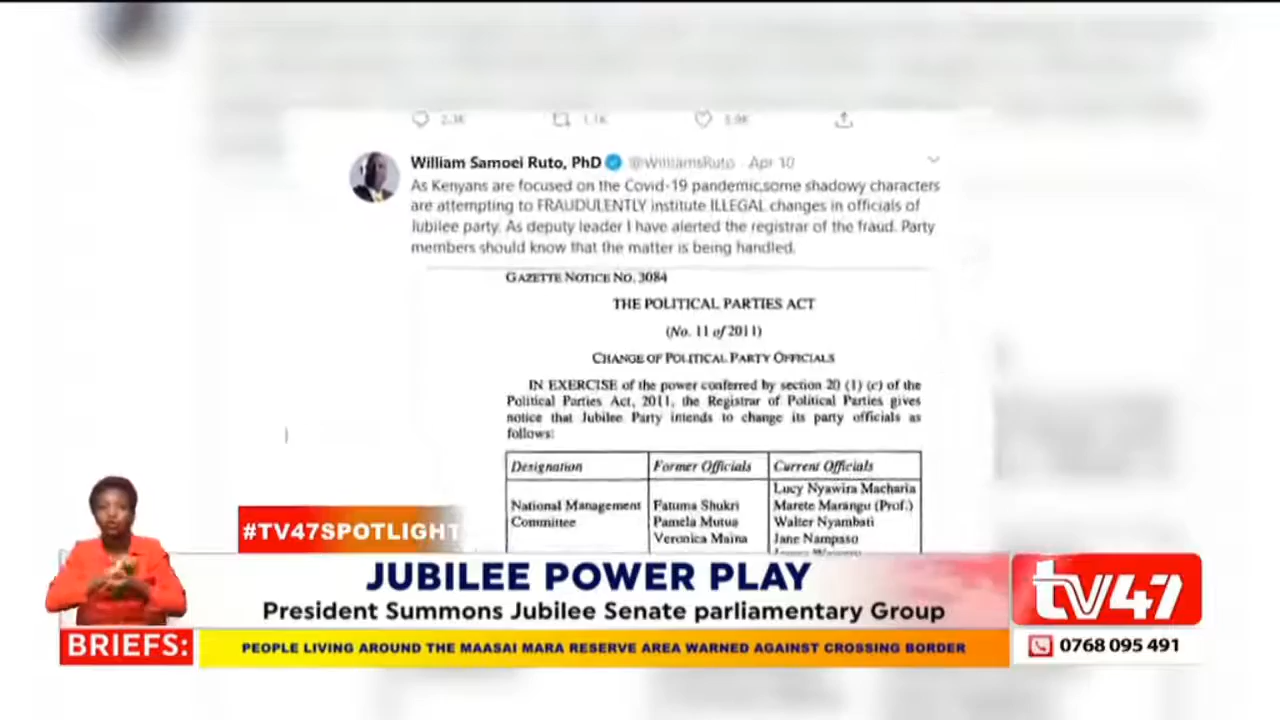 2.3K 1.1K 5.9K
William Samoei Ruto, PhD @WilliamsRuto · Apr 10
As Kenyans are focused on the Covid-19 pandemic,some shadowy characters
are attempting to FRAUDULENTLY institute ILLEGAL changes in officials of
Jubilee party. As deputy leader I have alerted the registrar of the fraud. Party
members should know that the matter is being handled.
GAZETTE NOTICE NO. 3084
THE POLITICAL PARTIES ACT
(No. 11 of 2011)
CHANGE OF POLITICAL PARTY OFFICIALS
IN EXERCISE of the power conferred by section 20 (1) (c) of the
Political Parties Act, 2011, the Registrar of Political Parties gives
notice that Jubilee Party intends to change its party officials as
follows:
Designation Former Officials Current Officials
National Management
Committee
Fatuma Shukri
Pamela Mutua
Veronica Maina
Lucy Nyawira Macharia
Marete Marangu (Prof.)
Walter Nyambati
Jane Nampaso
#TV47SPOTLIGHT
JUBILEE POWER PLAY
President Summons Jubilee Senate parliamentary Group
tv47
BRIEFS: PEOPLE LIVING AROUND THE MAASAI MARA RESERVE AREA WARNED AGAINST CROSSING BORDER
0768 095 491